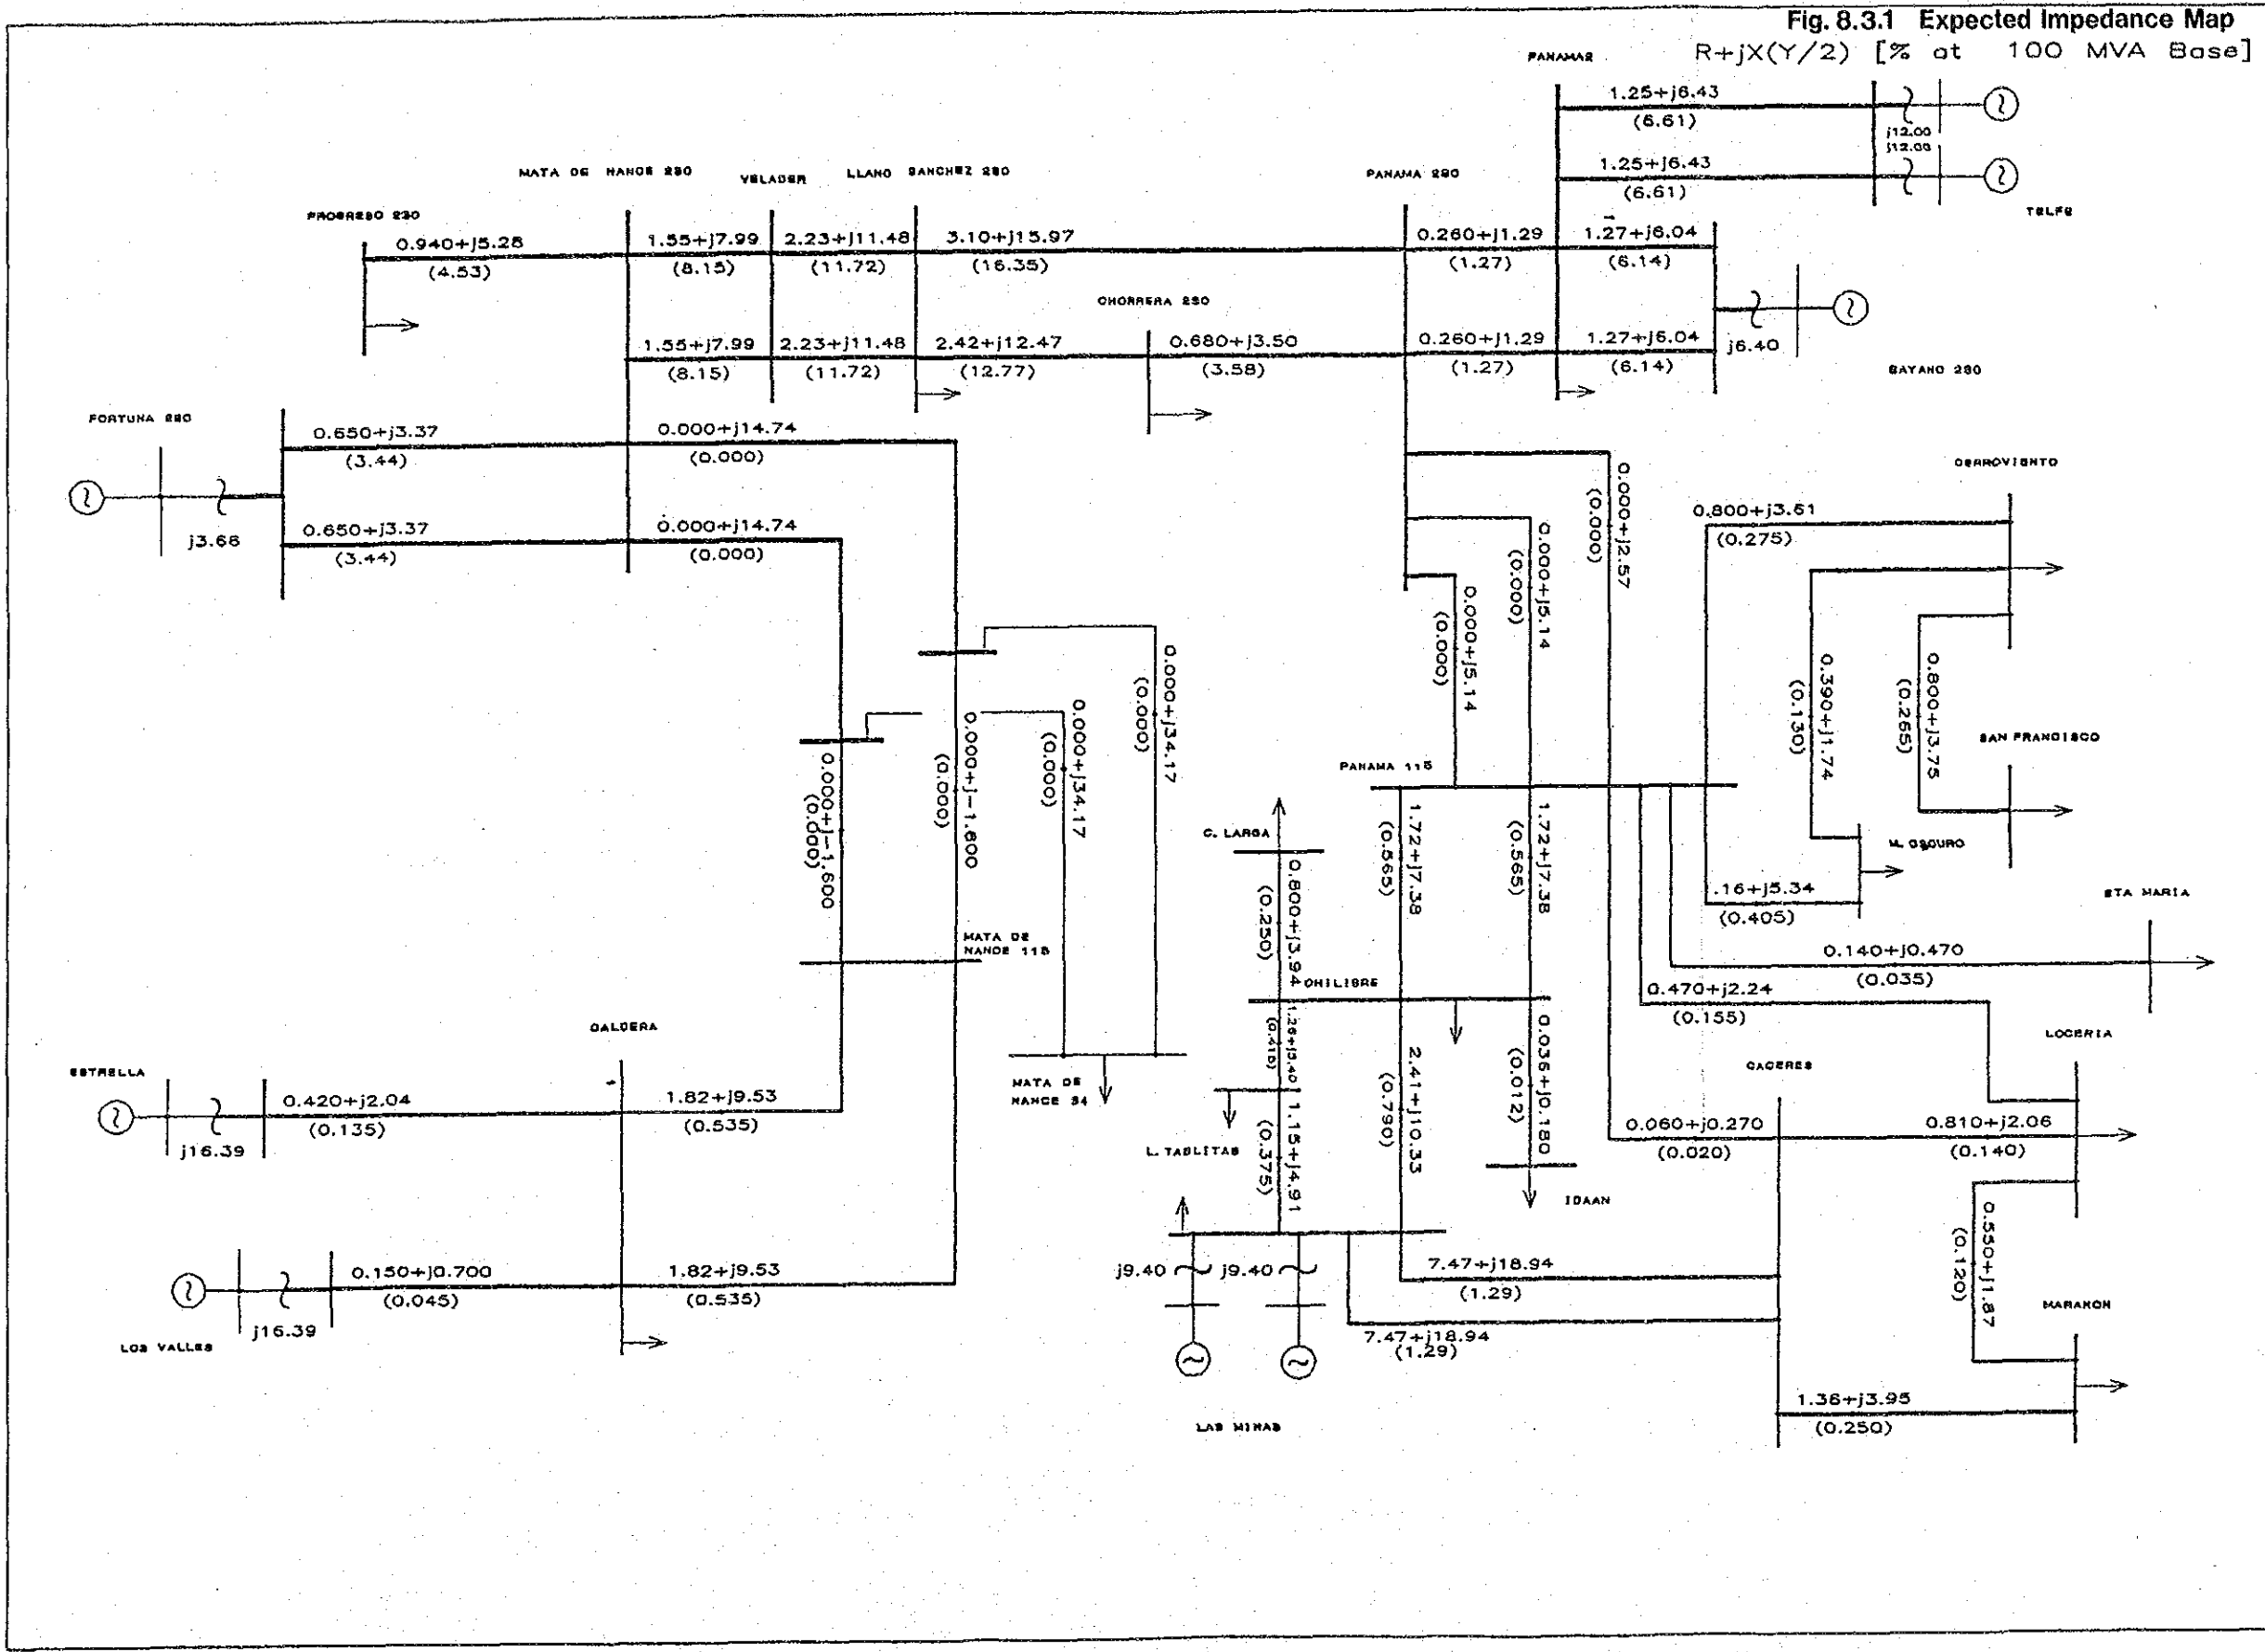 Fig. 8.3.1 Expected Impedance Map
R+jX(Y/2) [% at 100 MVA Base]
PANAMA2
1.25+j6.43
(6.61)
j12.00
j12.00
1.25+j6.43
(6.61)
TELFE
MATA DE NANCE 230
VELADER
LLANO SANCHEZ 230
PANAMA 230
PROGRESO 230
0.940+j5.28
(4.53)
1.55+j7.99
(8.15)
2.23+j11.48
(11.72)
3.10+j15.97
(16.35)
0.260+j1.29
(1.27)
1.27+j6.04
(6.14)
CHORRERA 230
1.55+j7.99
(8.15)
2.23+j11.48
(11.72)
2.42+j12.47
(12.77)
0.680+j3.50
(3.58)
0.260+j1.29
(1.27)
1.27+j6.04
(6.14)
j6.40
BAYANO 230
FORTUNA 230
j3.68
0.650+j3.37
(3.44)
0.000+j14.74
(0.000)
0.650+j3.37
(3.44)
0.000+j14.74
(0.000)
0.000+j34.17
(0.000)
0.000+j34.17
(0.000)
0.000+j-1.600
(0.000)
0.000+j-1.600
(0.000)
MATA DE
NANCE 115
MATA DE
NANCE 34
0.000+j2.57
(0.000)
0.000+j5.14
(0.000)
0.000+j5.14
(0.000)
CERROVIENTO
0.800+j3.61
(0.275)
0.390+j1.74
(0.130)
0.800+j3.75
(0.265)
SAN FRANCISCO
PANAMA 115
C. LARGA
0.800+j3.94
(0.250)
1.72+j7.38
(0.565)
1.72+j7.38
(0.565)
M. OSCURO
.16+j5.34
(0.405)
STA MARIA
0.140+j0.470
(0.035)
CHILIBRE
0.470+j2.24
(0.155)
LOCERIA
1.26+j5.40
(0.410)
2.41+j10.33
(0.790)
0.036+j0.180
(0.012)
CACERES
0.060+j0.270
(0.020)
0.810+j2.06
(0.140)
L. TABLITAS
1.15+j4.91
(0.375)
IDAAN
ESTRELLA
j16.39
0.420+j2.04
(0.135)
CALDERA
1.82+j9.53
(0.535)
LOS VALLES
j16.39
0.150+j0.700
(0.045)
1.82+j9.53
(0.535)
j9.40
j9.40
7.47+j18.94
(1.29)
7.47+j18.94
(1.29)
LAS MINAS
0.550+j1.87
(0.120)
MARANON
1.36+j3.95
(0.250)